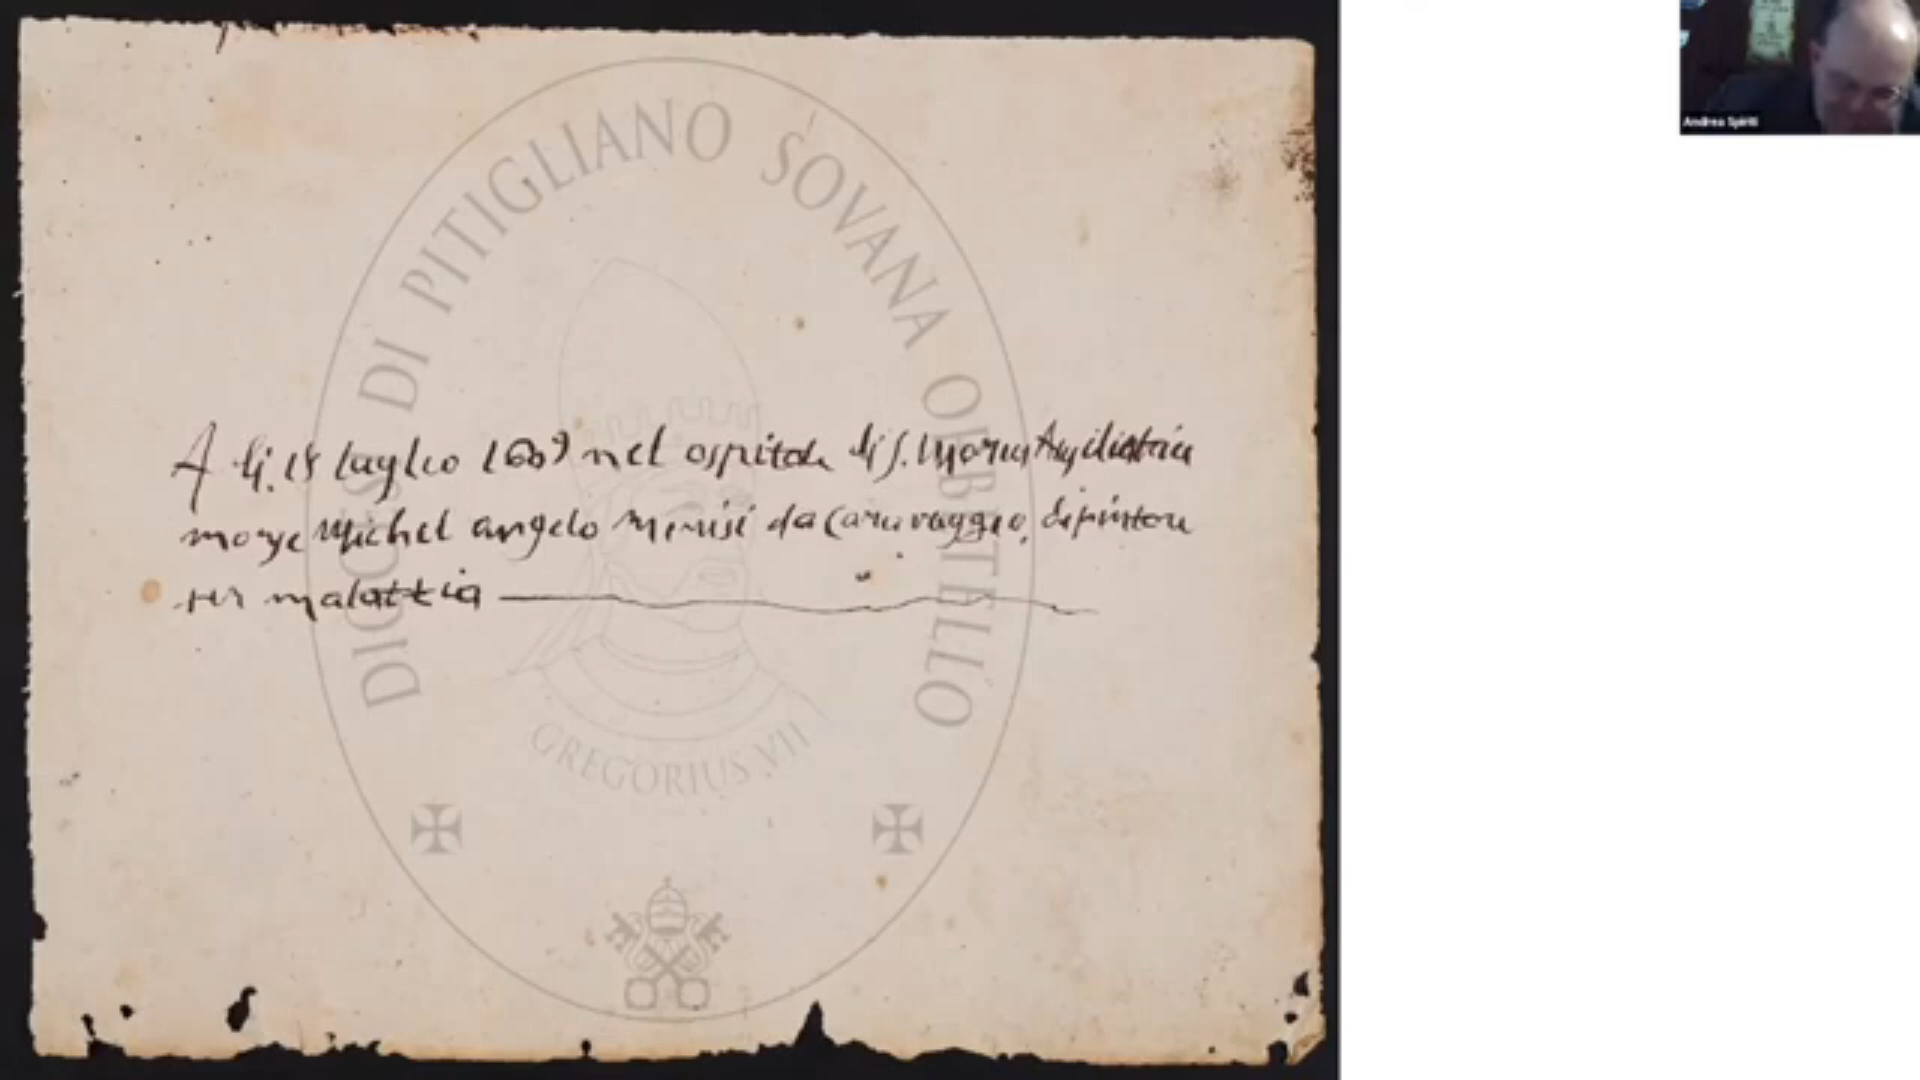 A li. 18 luglio 1609 nel ospitale di S. Maria Ausiliatrice
morse Michel angelo Merisi da Caravaggio, dipintore
per malattia
DIOCESI DI PITIGLIANO SOVANA ORBETELLO
GREGORIUS VII
Andrea Spiriti